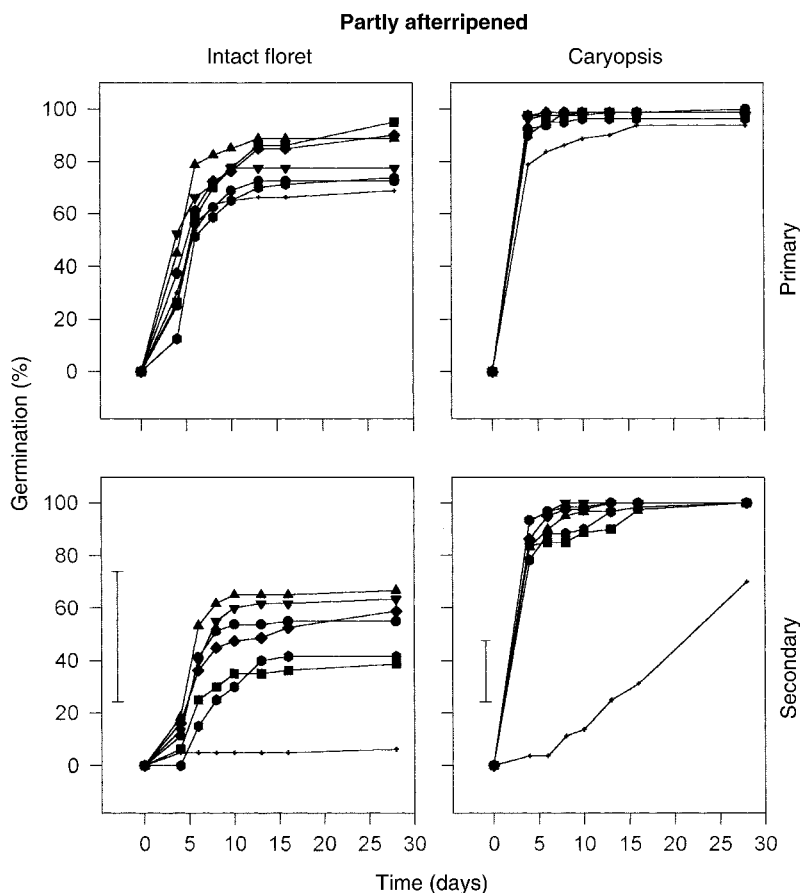 Partly afterripened
Intact floret
Caryopsis
100
80
60
40
20
0
Primary
Germination (%)
100
80
60
40
20
0
Secondary
0 5 10 15 20 25 30
0 5 10 15 20 25 30
Time (days)